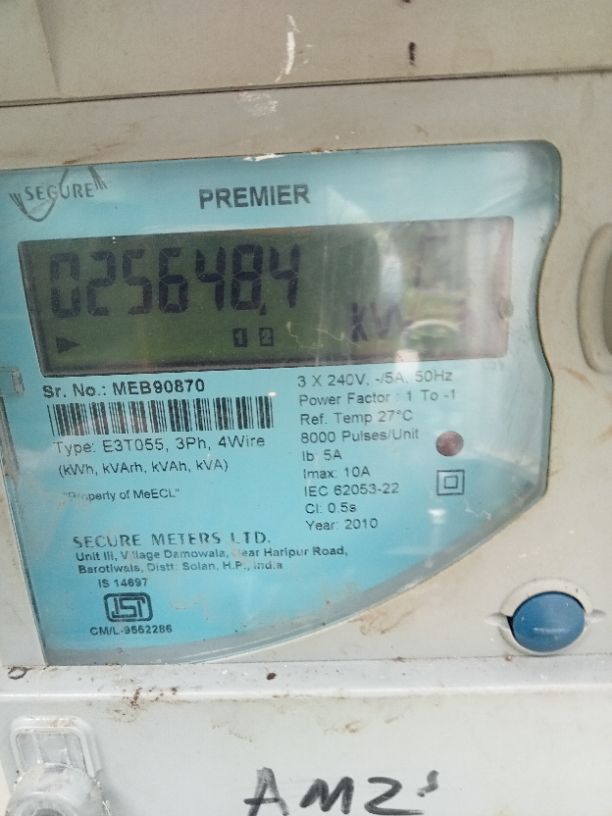 SECURE
PREMIER
025648.4
kW
1 2
Sr. No.: MEB90870
Type: E3T055, 3Ph, 4Wire
(kWh, kVArh, kVAh, kVA)
"Property of MeECL"
3 X 240V, -/5A, 50Hz
Power Factor : 1 To -1
Ref. Temp 27°C
8000 Pulses/Unit
Ib: 5A
Imax: 10A
IEC 62053-22
Cl: 0.5s
Year: 2010
SECURE METERS LTD.
Unit III, Village Damowala, Near Haripur Road,
Barotiwala, Distt: Solan, H.P., India
IS 14697
ISI
CM/L-9552286
AMZ